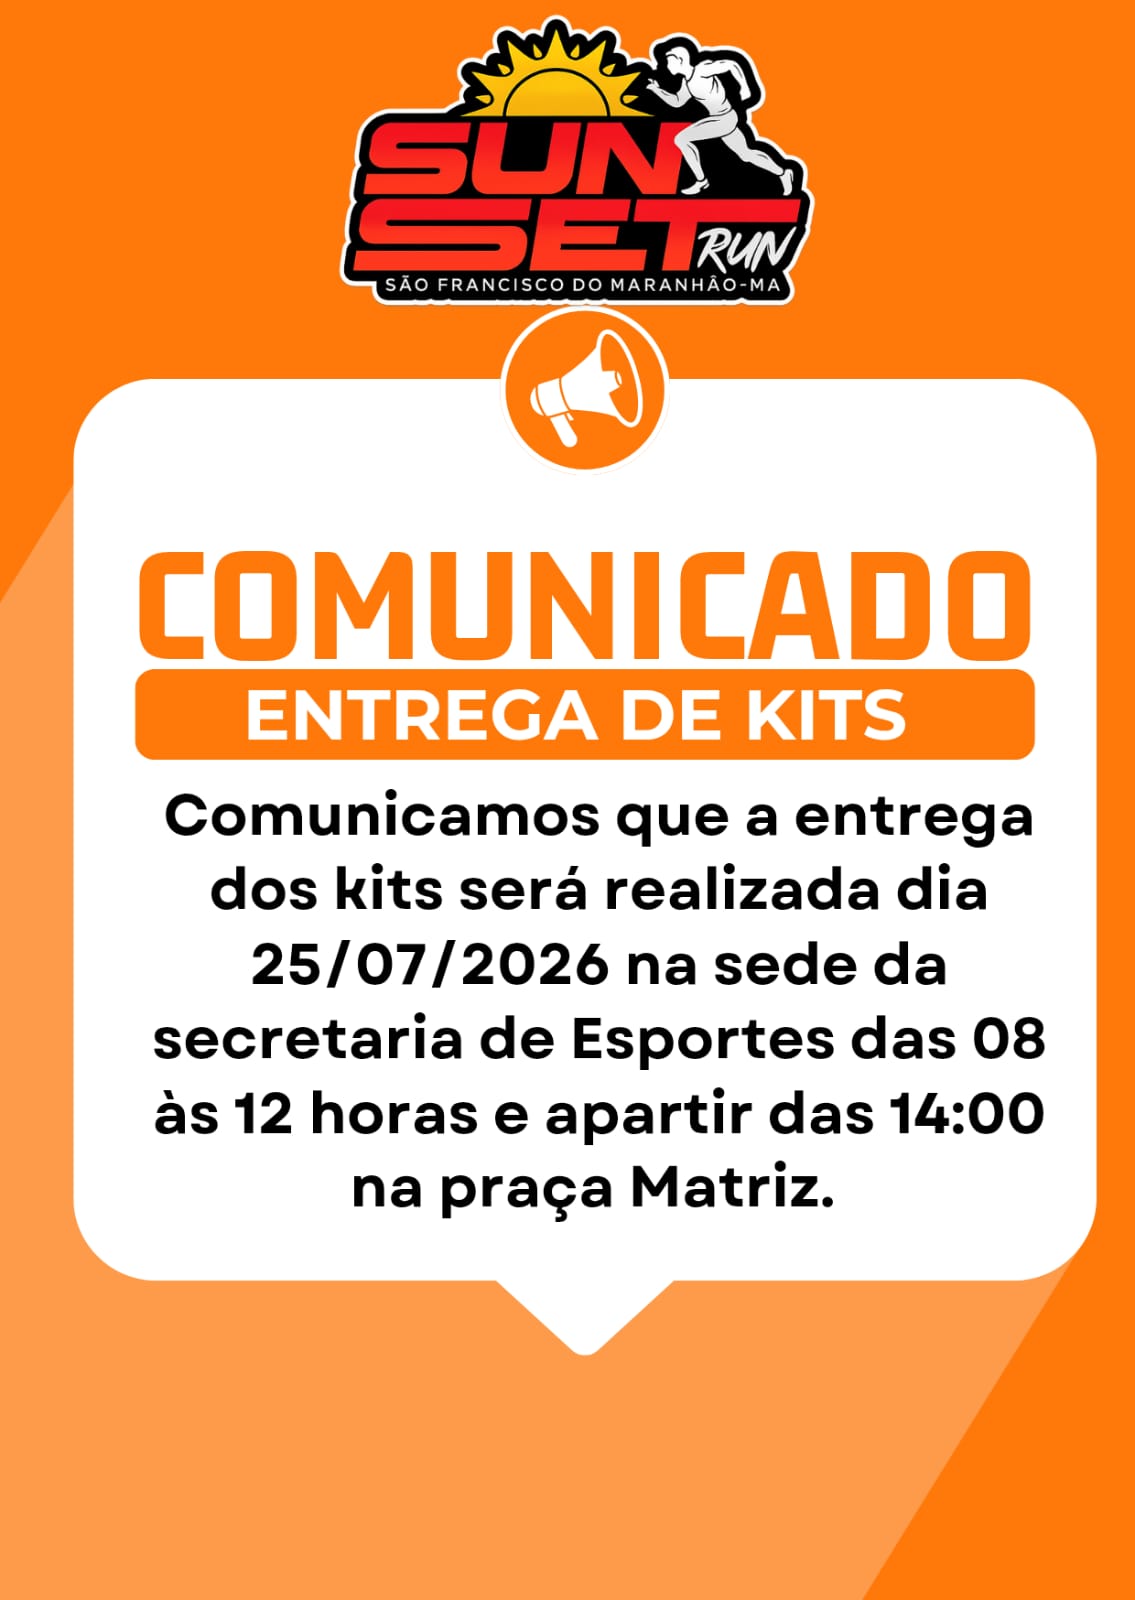 SUN
SET RUN
SÃO FRANCISCO DO MARANHÃO-MA
COMUNICADO
ENTREGA DE KITS
Comunicamos que a entrega
dos kits será realizada dia
25/07/2026 na sede da
secretaria de Esportes das 08
às 12 horas e apartir das 14:00
na praça Matriz.